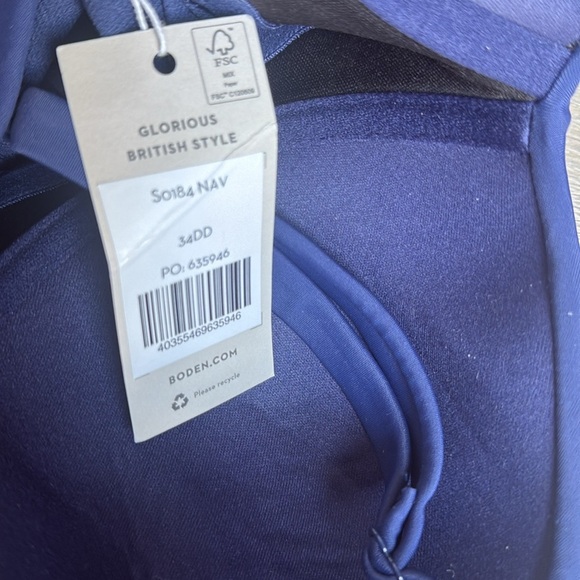 FSC
MIX
Paper
GLORIOUS
BRITISH STYLE
S0184 NAV
34DD
PO: 635946
40355469635946
BODEN.COM
Please recycle